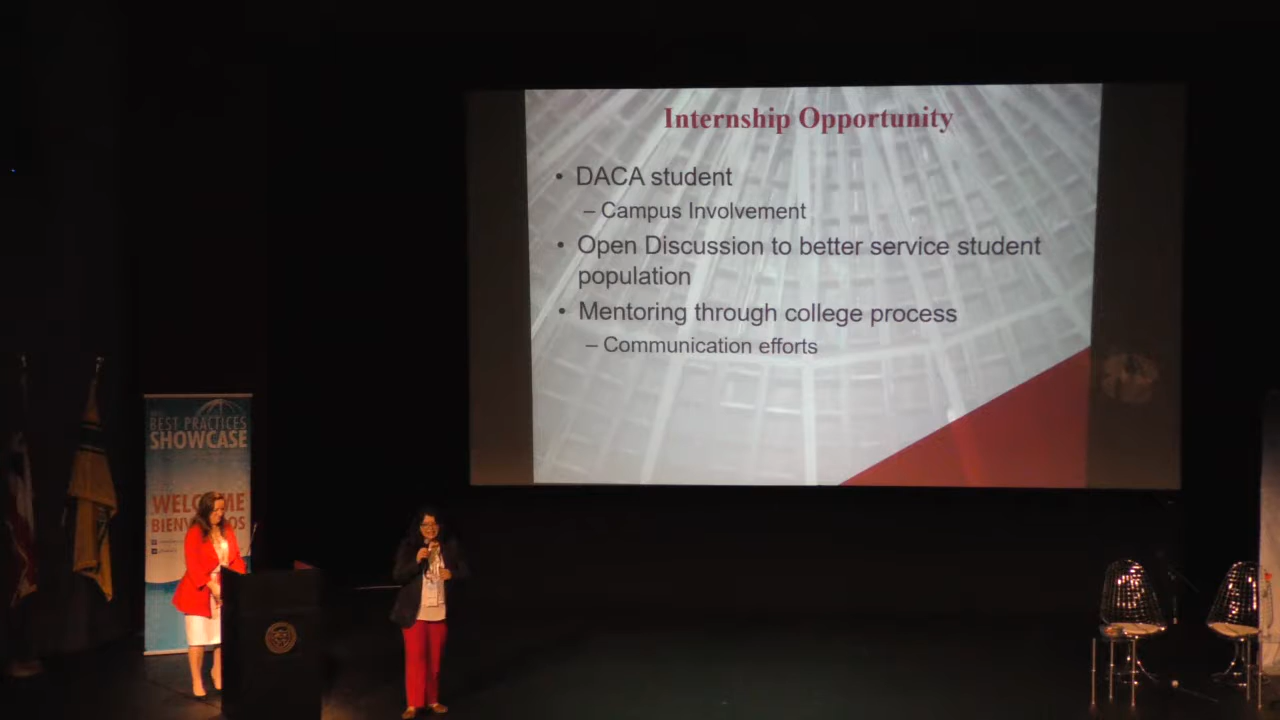 Internship Opportunity
• DACA student
– Campus Involvement
• Open Discussion to better service student
population
• Mentoring through college process
– Communication efforts
BEST PRACTICES
SHOWCASE